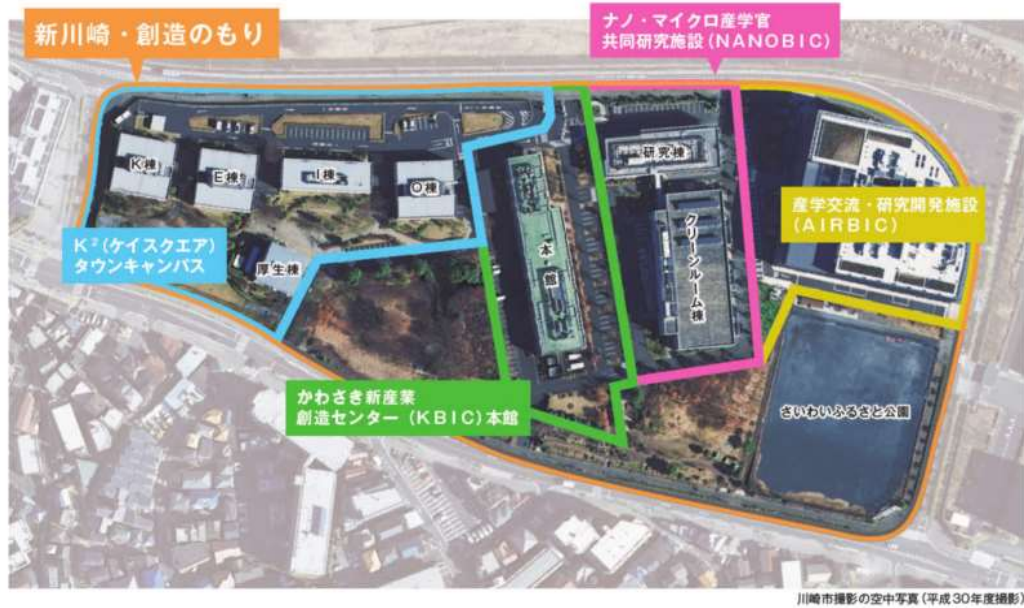 新川崎・創造のもり
ナノ・マイクロ産学官
共同研究施設(NANOBIC)
K棟
E棟
I棟
O棟
研究棟
産学交流・研究開発施設
(AIRBIC)
K²(ケイスクエア)
タウンキャンパス
厚生棟
本館
クリーンルーム棟
かわさき新産業
創造センター (KBIC)本館
さいわいふるさと公園
川崎市撮影の空中写真(平成30年度撮影)